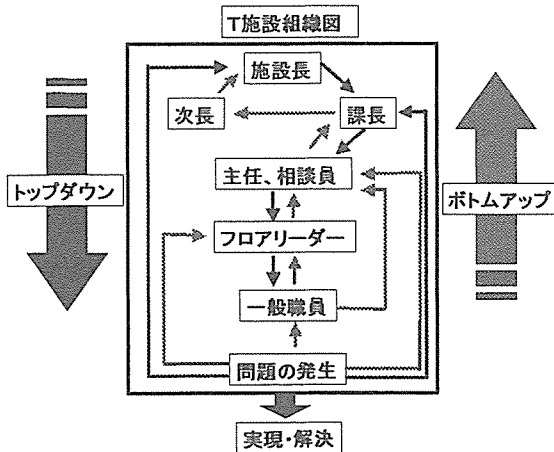 T施設組織図
施設長
次長
課長
主任、相談員
トップダウン
ボトムアップ
フロアリーダー
一般職員
問題の発生
実現・解決